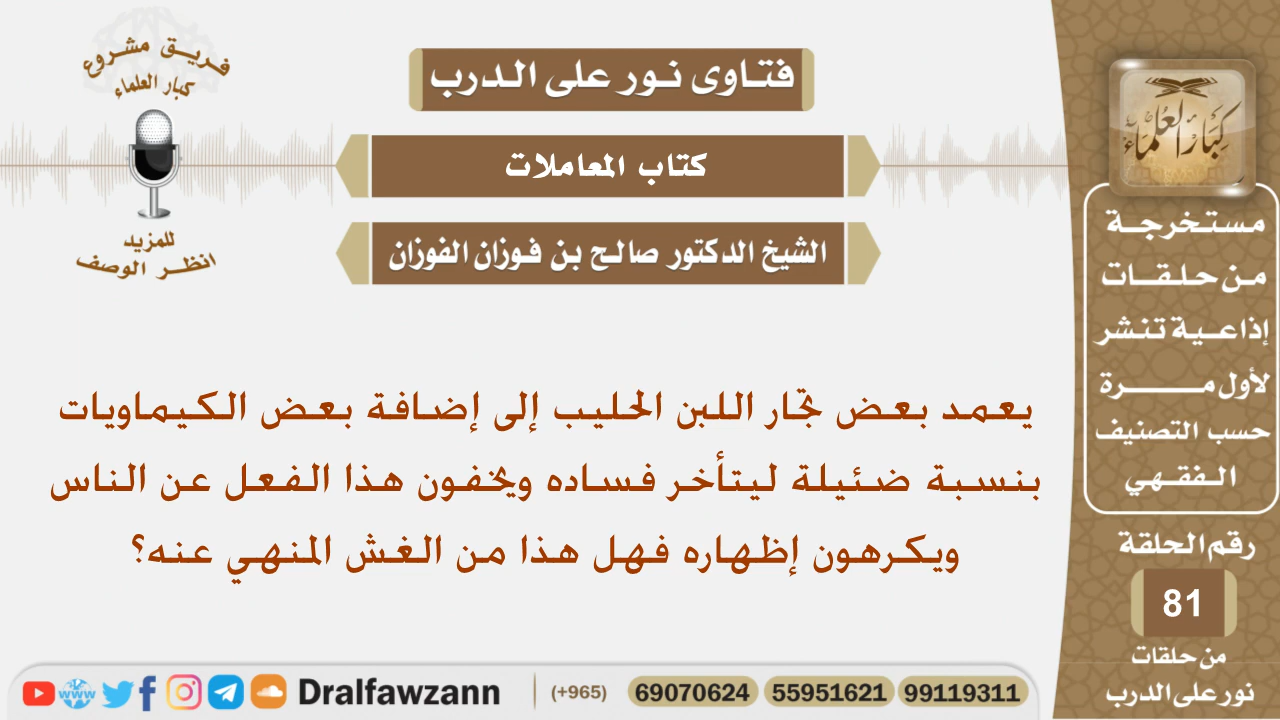 فريق مشروع
كبار العلماء
للمزيد
انظر الوصف
فتاوى نور على الدرب
كتاب المعاملات
الشيخ الدكتور صالح بن فوزان الفوزان
يعمد بعض تجار اللبن الحليب إلى إضافة بعض الكيماويات
بنسبة ضئيلة ليتأخر فساده ويخفون هذا الفعل عن الناس
ويكرهون إظهاره فهل هذا من الغش المنهي عنه؟
كبار العلماء
مستخرجة
من حلقات
إذاعية تنشر
لأول مرة
حسب التصنيف
الفقهي
رقم الحلقة
81
من حلقات
نور على الدرب
www Dralfawzann (+965) 69070624 55951621 99119311